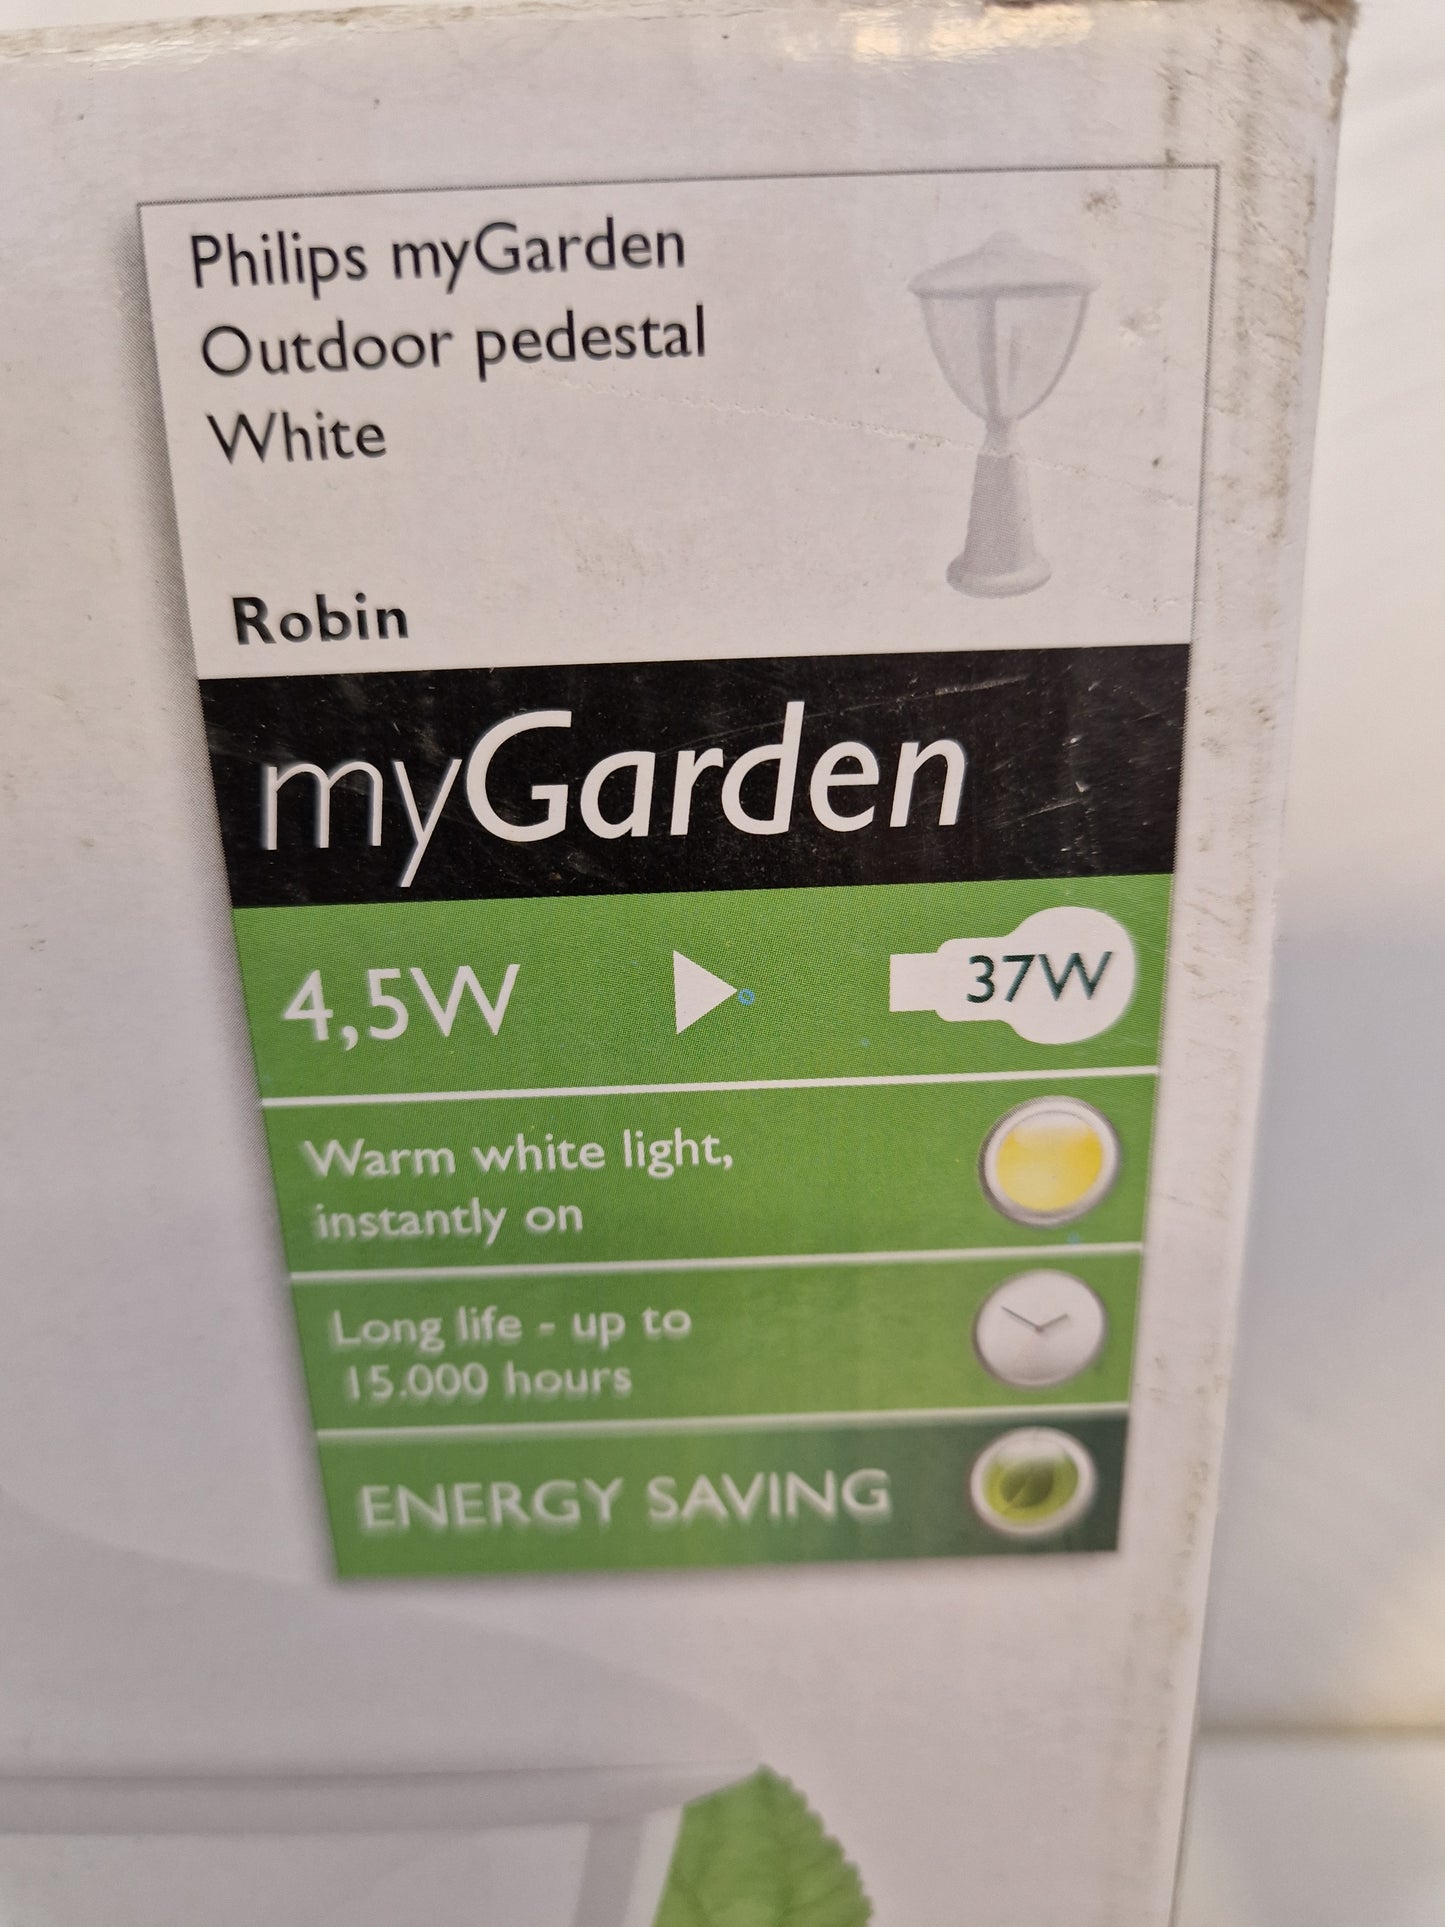 Philips myGarden
Outdoor pedestal
White
Robin
myGarden
4,5W
37W
Warm white light,
instantly on
Long life - up to
15.000 hours
ENERGY SAVING